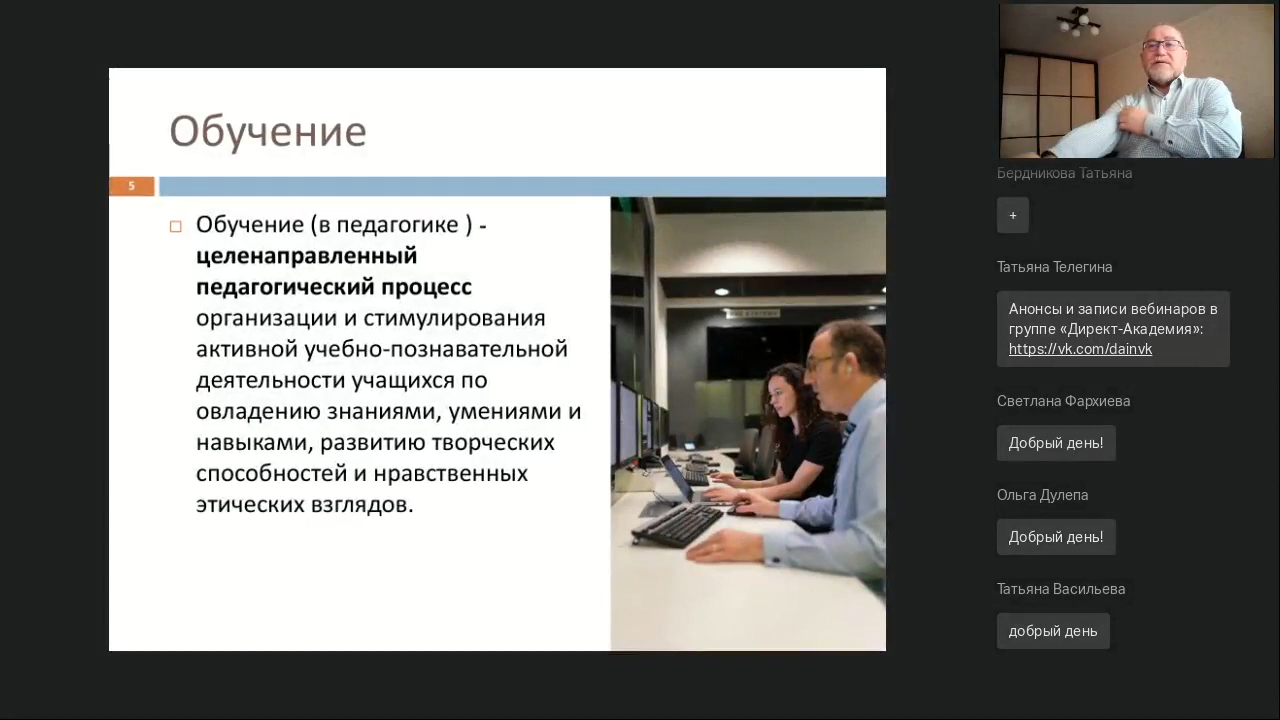 Обучение
5
Обучение (в педагогике ) -
целенаправленный
педагогический процесс
организации и стимулирования
активной учебно-познавательной
деятельности учащихся по
овладению знаниями, умениями и
навыками, развитию творческих
способностей и нравственных
этических взглядов.
Бердникова Татьяна
+
Татьяна Телегина
Анонсы и записи вебинаров в
группе «Директ-Академия»:
https://vk.com/dainvk
Светлана Фархиева
Добрый день!
Ольга Дулепа
Добрый день!
Татьяна Васильева
добрый день